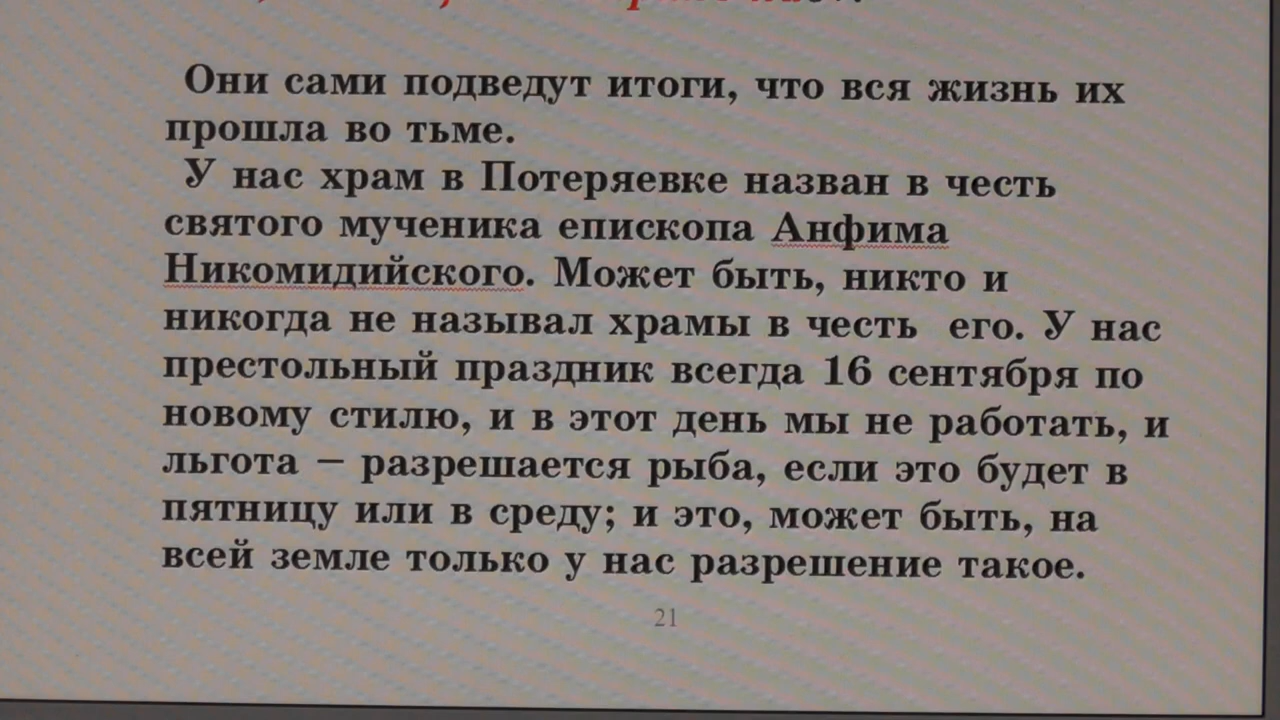 Они сами подведут итоги, что вся жизнь их
прошла во тьме.
У нас храм в Потеряевке назван в честь
святого мученика епископа Анфима
Никомидийского. Может быть, никто и
никогда не называл храмы в честь его. У нас
престольный праздник всегда 16 сентября по
новому стилю, и в этот день мы не работать, и
льгота – разрешается рыба, если это будет в
пятницу или в среду; и это, может быть, на
всей земле только у нас разрешение такое.
21